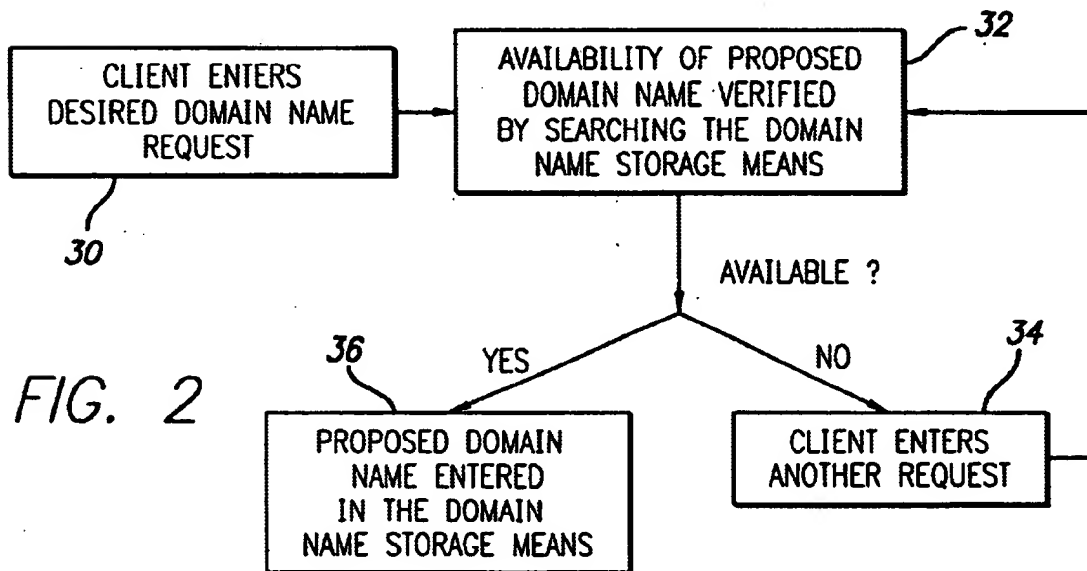 32
CLIENT ENTERS
DESIRED DOMAIN NAME
REQUEST
30
AVAILABILITY OF PROPOSED
DOMAIN NAME VERIFIED
BY SEARCHING THE DOMAIN
NAME STORAGE MEANS
AVAILABLE ?
YES
NO
36
34
FIG. 2
PROPOSED DOMAIN
NAME ENTERED
IN THE DOMAIN
NAME STORAGE MEANS
CLIENT ENTERS
ANOTHER REQUEST